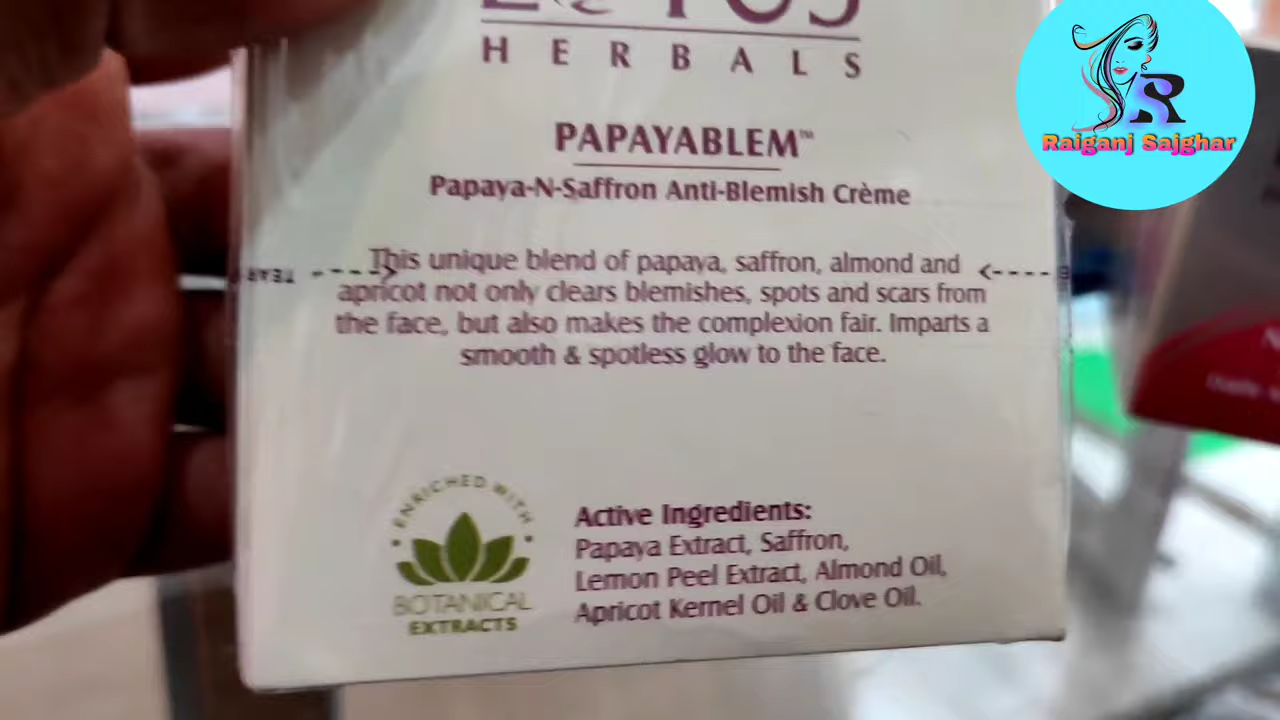 LOTUS
HERBALS
PAPAYABLEM™
Papaya-N-Saffron Anti-Blemish Crème
This unique blend of papaya, saffron, almond and
apricot not only clears blemishes, spots and scars from
the face, but also makes the complexion fair. Imparts a
smooth & spotless glow to the face.
TEAR
ENRICHED WITH
BOTANICAL
EXTRACTS
Active Ingredients:
Papaya Extract, Saffron,
Lemon Peel Extract, Almond Oil,
Apricot Kernel Oil & Clove Oil.
R
Raiganj Sajghar